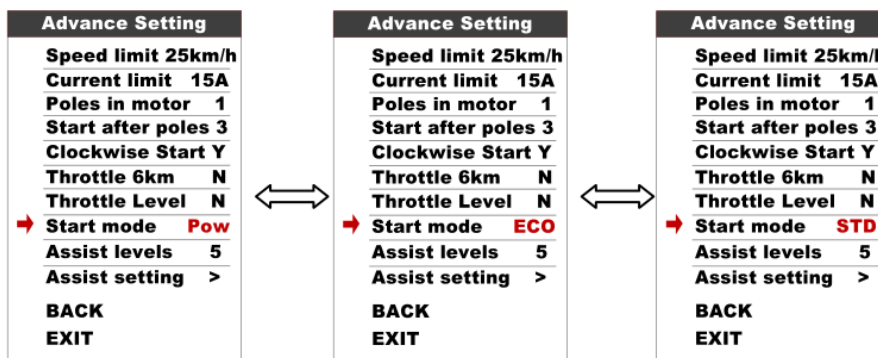 Advance Setting
Speed limit 25km/h
Current limit 15A
Poles in motor 1
Start after poles 3
Clockwise Start Y
Throttle 6km N
Throttle Level N
Start mode Pow
Assist levels 5
Assist setting >
BACK
EXIT
Advance Setting
Speed limit 25km/h
Current limit 15A
Poles in motor 1
Start after poles 3
Clockwise Start Y
Throttle 6km N
Throttle Level N
Start mode ECO
Assist levels 5
Assist setting >
BACK
EXIT
Advance Setting
Speed limit 25km/
Current limit 15A
Poles in motor 1
Start after poles 3
Clockwise Start Y
Throttle 6km N
Throttle Level N
Start mode STD
Assist levels 5
Assist setting >
BACK
EXIT